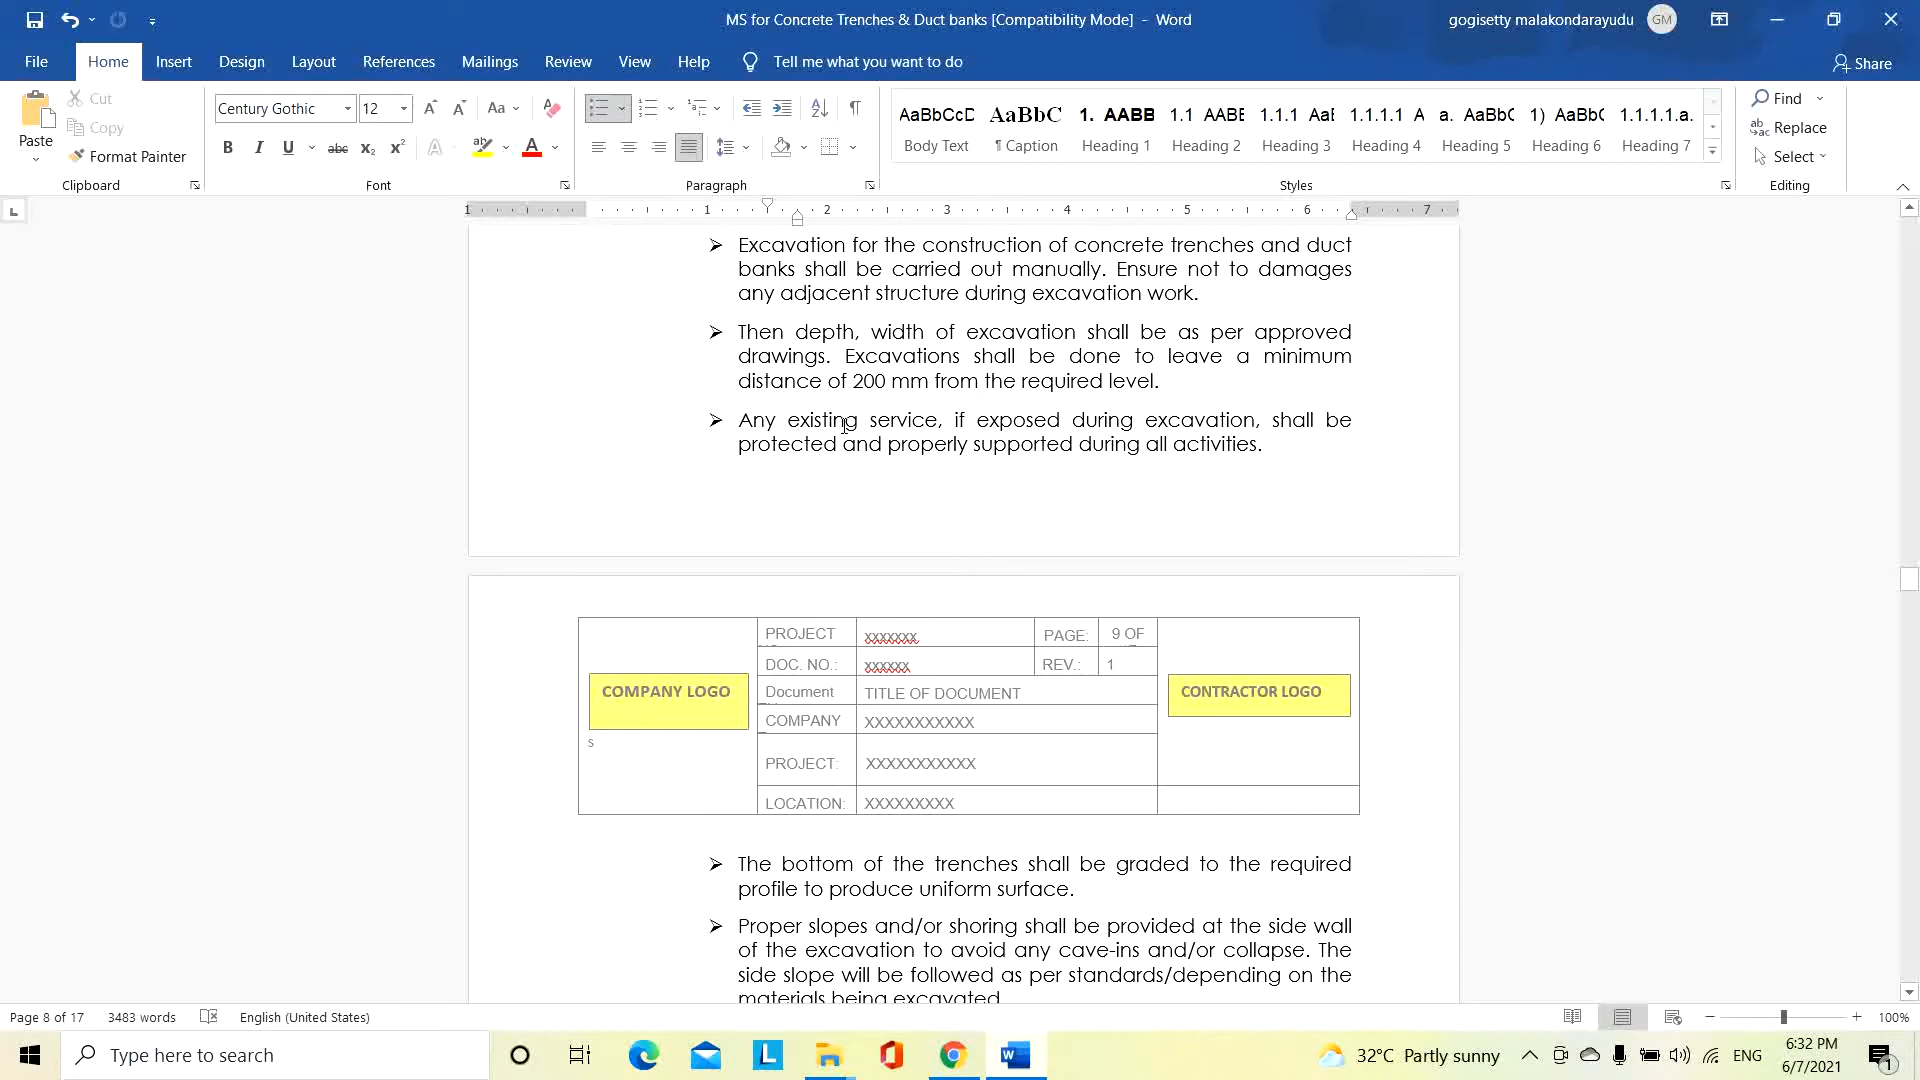 MS for Concrete Trenches & Duct banks [Compatibility Mode] - Word
gogisetty malakondarayudu
GM
File Home Insert Design Layout References Mailings Review View Help Tell me what you want to do
Share
Paste
Cut
Copy
Format Painter
Clipboard
Century Gothic 12
Font
Paragraph
AaBbCcD AaBbC 1. AABB 1.1 AABE 1.1.1 AaB 1.1.1.1 A a. AaBbC 1) AaBbC 1.1.1.1.a.
Body Text ¶ Caption Heading 1 Heading 2 Heading 3 Heading 4 Heading 5 Heading 6 Heading 7
Styles
Find
Replace
Select
Editing
1 1 2 3 4 5 6 7
Excavation for the construction of concrete trenches and duct
banks shall be carried out manually. Ensure not to damages
any adjacent structure during excavation work.
Then depth, width of excavation shall be as per approved
drawings. Excavations shall be done to leave a minimum
distance of 200 mm from the required level.
Any existing service, if exposed during excavation, shall be
protected and properly supported during all activities.
PROJECT xxxxxxx PAGE: 9 OF
DOC. NO.: xxxxxx REV.: 1
COMPANY LOGO
Document TITLE OF DOCUMENT
CONTRACTOR LOGO
COMPANY XXXXXXXXXXX
s
PROJECT: XXXXXXXXXXX
LOCATION: XXXXXXXXX
The bottom of the trenches shall be graded to the required
profile to produce uniform surface.
Proper slopes and/or shoring shall be provided at the side wall
of the excavation to avoid any cave-ins and/or collapse. The
side slope will be followed as per standards/depending on the
materials being excavated
Page 8 of 17 3483 words English (United States) 100%
Type here to search
32°C Partly sunny
ENG
6:32 PM
6/7/2021
1